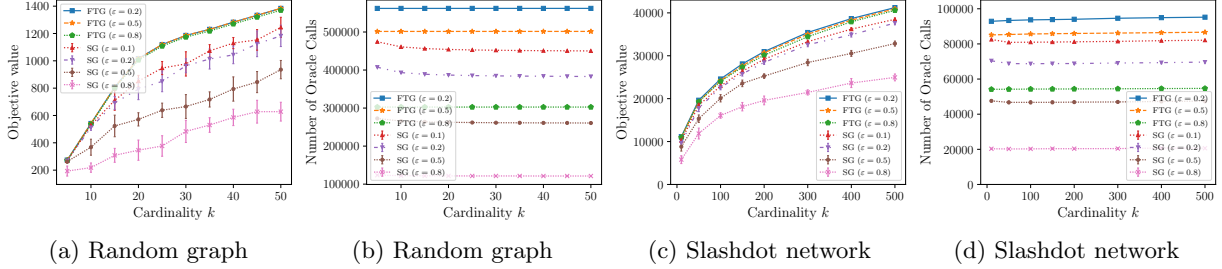 1400
1200
1000
800
600
400
200
10
20
30
40
50
Objective value
Cardinality k
FTG (ε = 0.2)
FTG (ε = 0.5)
FTG (ε = 0.8)
SG (ε = 0.1)
SG (ε = 0.2)
SG (ε = 0.5)
SG (ε = 0.8)
(a) Random graph
500000
400000
300000
200000
100000
10
20
30
40
50
Number of Oracle Calls
Cardinality k
FTG (ε = 0.2)
FTG (ε = 0.5)
FTG (ε = 0.8)
SG (ε = 0.1)
SG (ε = 0.2)
SG (ε = 0.5)
SG (ε = 0.8)
(b) Random graph
40000
30000
20000
10000
0
0
100
200
300
400
500
Objective value
Cardinality k
FTG (ε = 0.2)
FTG (ε = 0.5)
FTG (ε = 0.8)
SG (ε = 0.1)
SG (ε = 0.2)
SG (ε = 0.5)
SG (ε = 0.8)
(c) Slashdot network
100000
80000
60000
40000
20000
0
0
100
200
300
400
500
Number of Oracle Calls
Cardinality k
FTG (ε = 0.2)
FTG (ε = 0.5)
FTG (ε = 0.8)
SG (ε = 0.1)
SG (ε = 0.2)
SG (ε = 0.5)
SG (ε = 0.8)
(d) Slashdot network